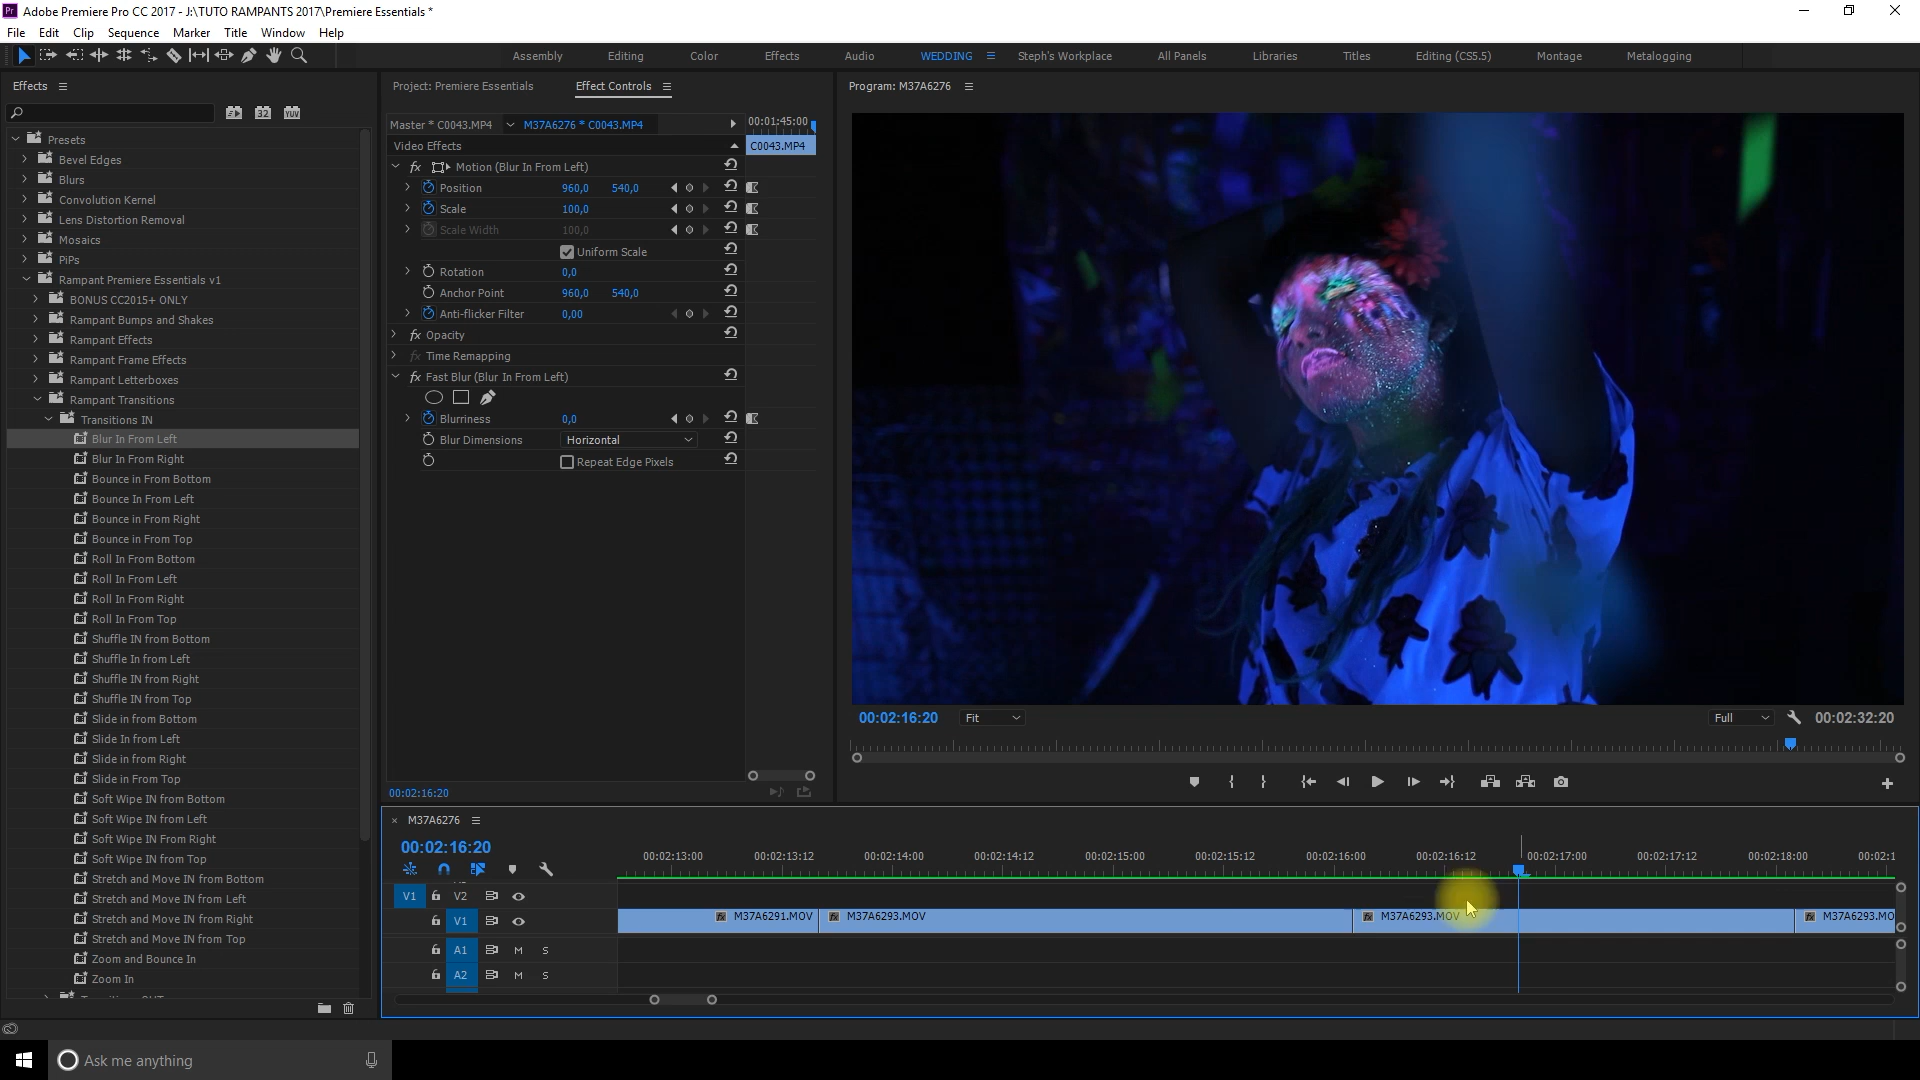 Adobe Premiere Pro CC 2017 - J:\TUTO RAMPANTS 2017\Premiere Essentials *
File Edit Clip Sequence Marker Title Window Help
Assembly Editing Color Effects Audio WEDDING Steph's Workplace All Panels Libraries Titles Editing (CS5.5) Montage Metalogging
Effects
Presets
Bevel Edges
Blurs
Convolution Kernel
Lens Distortion Removal
Mosaics
PiPs
Rampant Premiere Essentials v1
BONUS CC2015+ ONLY
Rampant Bumps and Shakes
Rampant Effects
Rampant Frame Effects
Rampant Letterboxes
Rampant Transitions
Transitions IN
Blur In From Left
Blur In From Right
Bounce in From Bottom
Bounce In From Left
Bounce in From Right
Bounce in From Top
Roll In From Bottom
Roll In From Left
Roll In From Right
Roll In From Top
Shuffle IN from Bottom
Shuffle In from Left
Shuffle IN from Right
Shuffle IN from Top
Slide in from Bottom
Slide In from Left
Slide in from Right
Slide in From Top
Soft Wipe IN from Bottom
Soft Wipe IN from Left
Soft Wipe IN From Right
Soft Wipe IN from Top
Stretch and Move IN from Bottom
Stretch and Move IN from Left
Stretch and Move IN from Right
Stretch and Move IN from Top
Zoom and Bounce In
Zoom In
Project: Premiere Essentials Effect Controls
Master * C0043.MP4 M37A6276 * C0043.MP4 00:01:45:00
Video Effects C0043.MP4
fx Motion (Blur In From Left)
Position 960,0 540,0
Scale 100,0
Scale Width 100,0
Uniform Scale
Rotation 0,0
Anchor Point 960,0 540,0
Anti-flicker Filter 0,00
fx Opacity
fx Time Remapping
fx Fast Blur (Blur In From Left)
Blurriness 0,0
Blur Dimensions Horizontal
Repeat Edge Pixels
00:02:16:20
Program: M37A6276
00:02:16:20 Fit Full 00:02:32:20
M37A6276
00:02:16:20
00:02:13:00 00:02:13:12 00:02:14:00 00:02:14:12 00:02:15:00 00:02:15:12 00:02:16:00 00:02:16:12 00:02:17:00 00:02:17:12 00:02:18:00 00:02:1
V1 V2
V1 fx M37A6291.MOV fx M37A6293.MOV fx M37A6293.MOV fx M37A6293.MO
A1 M S
A2 M S
Ask me anything